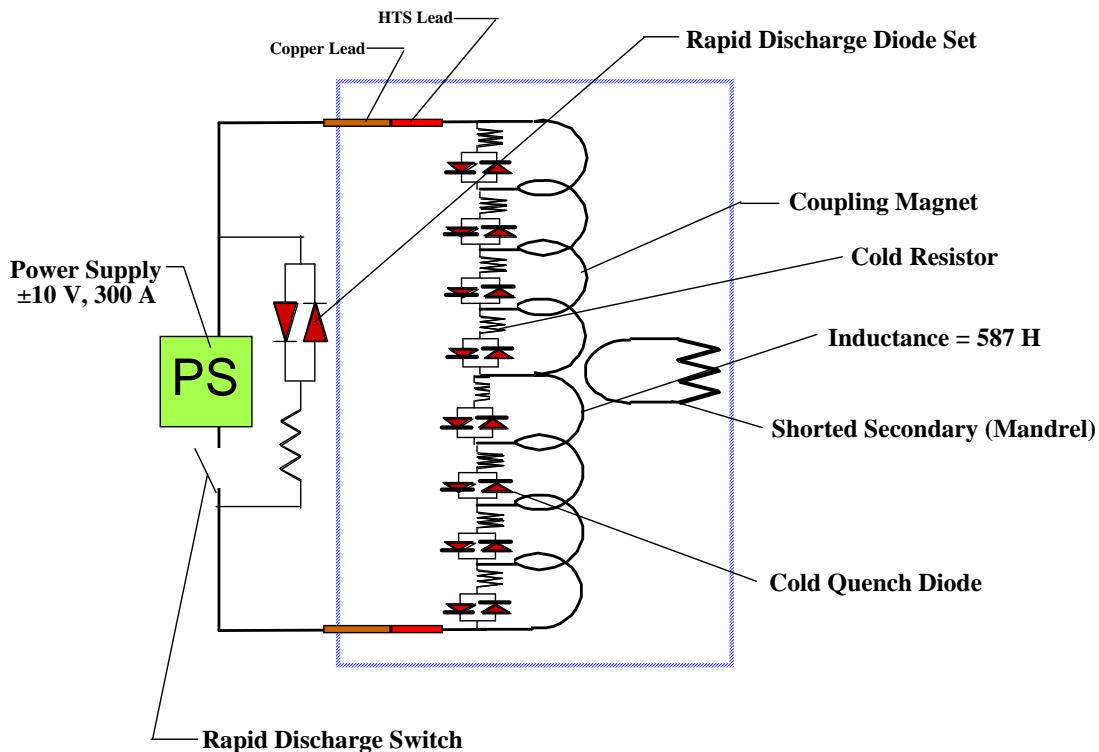 HTS Lead
Copper Lead
Rapid Discharge Diode Set
Coupling Magnet
Cold Resistor
Power Supply
±10 V, 300 A
Inductance = 587 H
PS
Shorted Secondary (Mandrel)
Cold Quench Diode
Rapid Discharge Switch